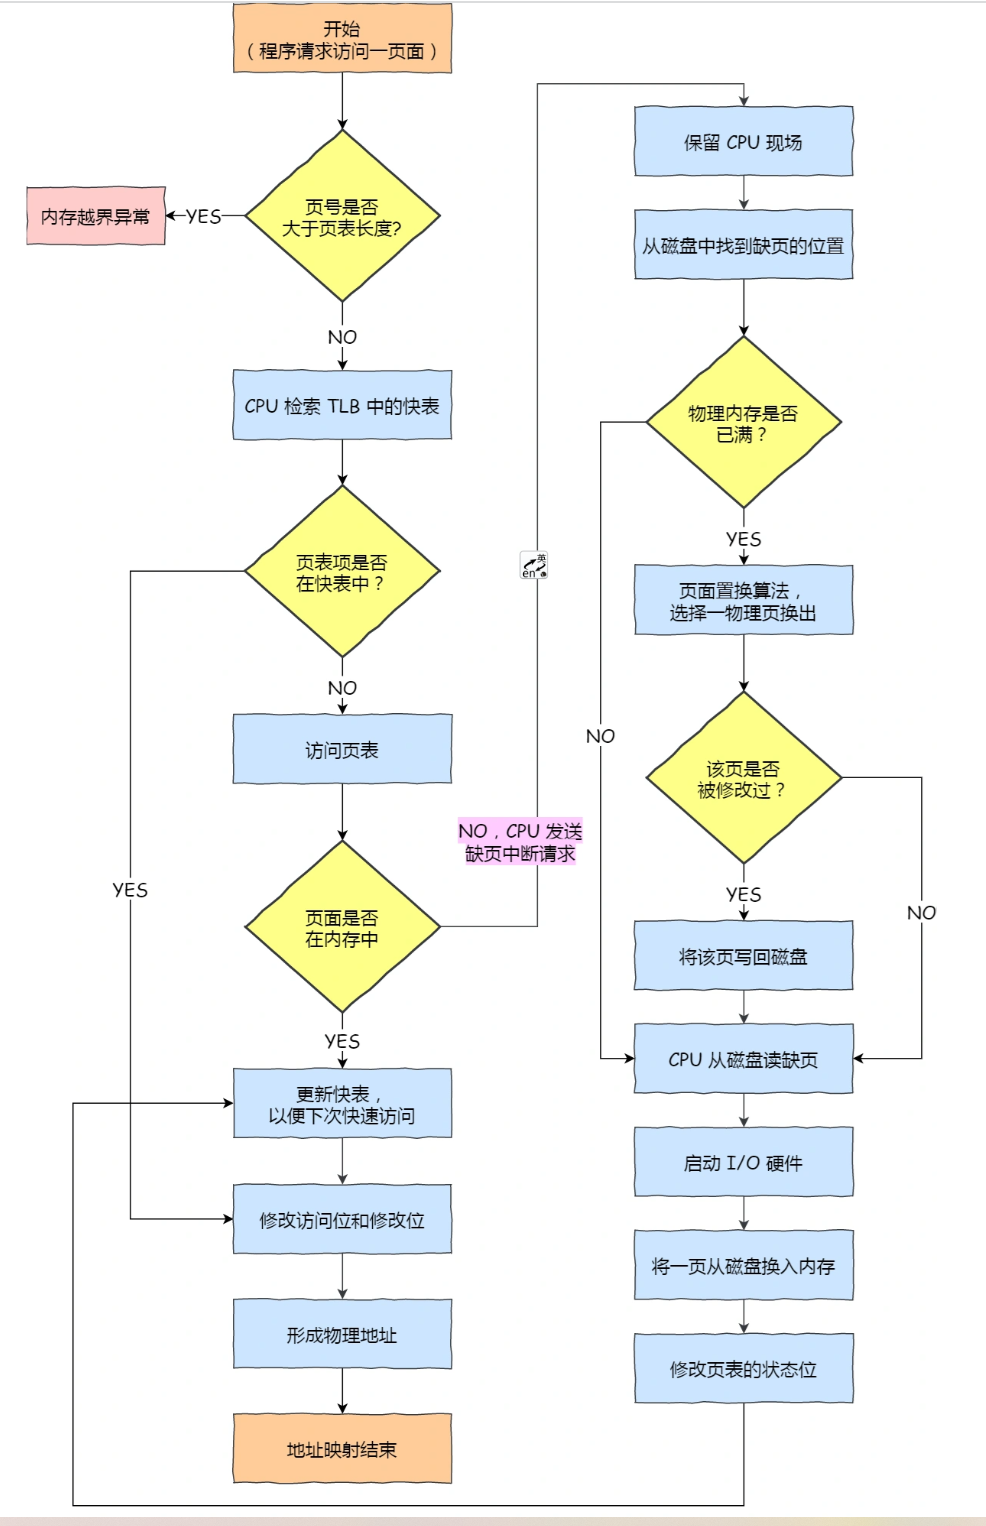 开始
（程序请求访问一页面）
页号是否
大于页表长度?
YES
内存越界异常
NO
CPU 检索 TLB 中的快表
页表项是否
在快表中？
YES
NO
访问页表
页面是否
在内存中
NO，CPU 发送
缺页中断请求
YES
更新快表，
以便下次快速访问
修改访问位和修改位
形成物理地址
地址映射结束
英
en
保留 CPU 现场
从磁盘中找到缺页的位置
物理内存是否
已满？
NO
YES
页面置换算法，
选择一物理页换出
该页是否
被修改过？
YES
NO
将该页写回磁盘
CPU 从磁盘读缺页
启动 I/O 硬件
将一页从磁盘换入内存
修改页表的状态位